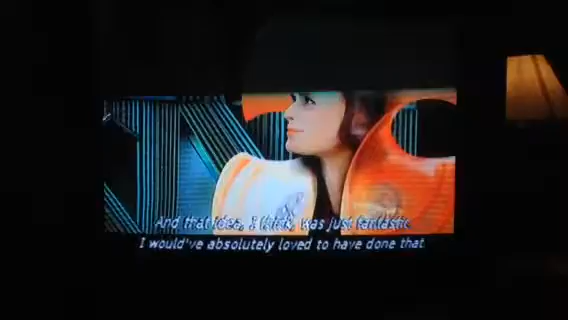 And that idea, I think, was just fantastic.
I would've absolutely loved to have done that.